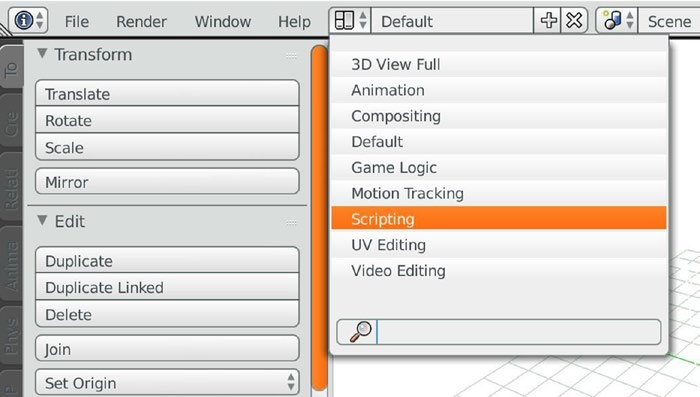 File Render Window Help Default Scene
Transform
Translate
Rotate
Scale
Mirror
Edit
Duplicate
Duplicate Linked
Delete
Join
Set Origin
3D View Full
Animation
Compositing
Default
Game Logic
Motion Tracking
Scripting
UV Editing
Video Editing
To
Cre
Relati
Anima
Phys